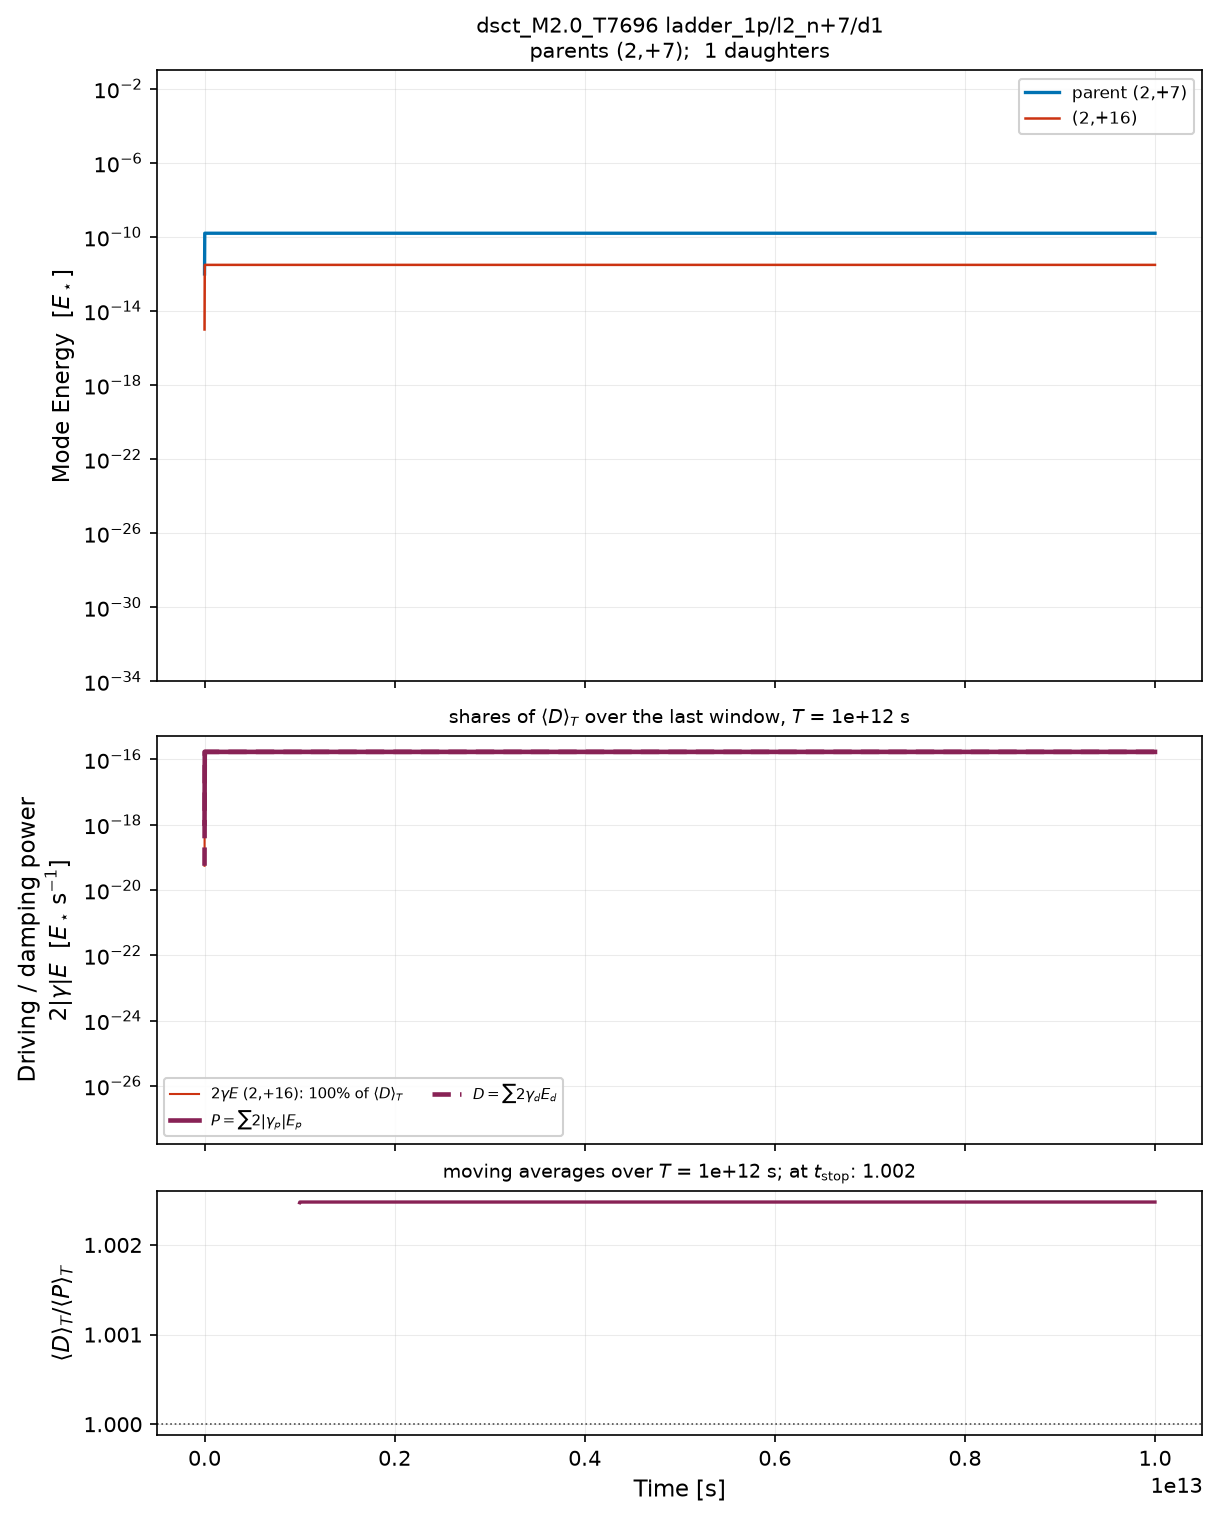 dsct_M2.0_T7696 ladder_1p/l2_n+7/d1
parents (2,+7);  1 daughters
parent (2,+7)
(2,+16)
Mode Energy [E⋆]
10⁻²
10⁻⁶
10⁻¹⁰
10⁻¹⁴
10⁻¹⁸
10⁻²²
10⁻²⁶
10⁻³⁰
10⁻³⁴
shares of ⟨D⟩_T over the last window, T = 1e+12 s
Driving / damping power
2|γ|E [E⋆ s⁻¹]
10⁻¹⁶
10⁻¹⁸
10⁻²⁰
10⁻²²
10⁻²⁴
10⁻²⁶
2γE (2,+16): 100% of ⟨D⟩_T
P = ∑2|γ_p|E_p
D = ∑2γ_dE_d
moving averages over T = 1e+12 s; at t_stop: 1.002
⟨D⟩_T/⟨P⟩_T
1.002
1.001
1.000
0.0 0.2 0.4 0.6 0.8 1.0
1e13
Time [s]